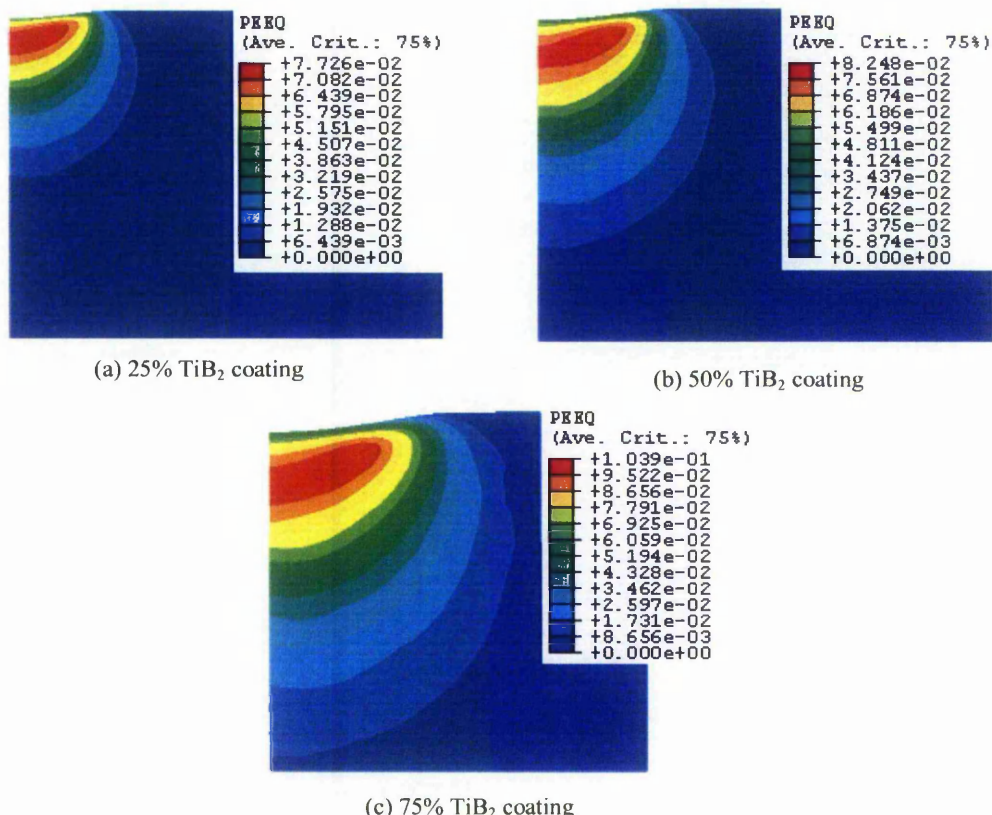 PEEQ
(Ave. Crit.: 75%)
+7.726e-02
+7.082e-02
+6.439e-02
+5.795e-02
+5.151e-02
+4.507e-02
+3.863e-02
+3.219e-02
+2.575e-02
+1.932e-02
+1.288e-02
+6.439e-03
+0.000e+00
(a) 25% TiB₂ coating
PEEQ
(Ave. Crit.: 75%)
+8.248e-02
+7.561e-02
+6.874e-02
+6.186e-02
+5.499e-02
+4.811e-02
+4.124e-02
+3.437e-02
+2.749e-02
+2.062e-02
+1.375e-02
+6.874e-03
+0.000e+00
(b) 50% TiB₂ coating
PEEQ
(Ave. Crit.: 75%)
+1.039e-01
+9.522e-02
+8.656e-02
+7.791e-02
+6.925e-02
+6.059e-02
+5.194e-02
+4.328e-02
+3.462e-02
+2.597e-02
+1.731e-02
+8.656e-03
+0.000e+00
(c) 75% TiB₂ coating